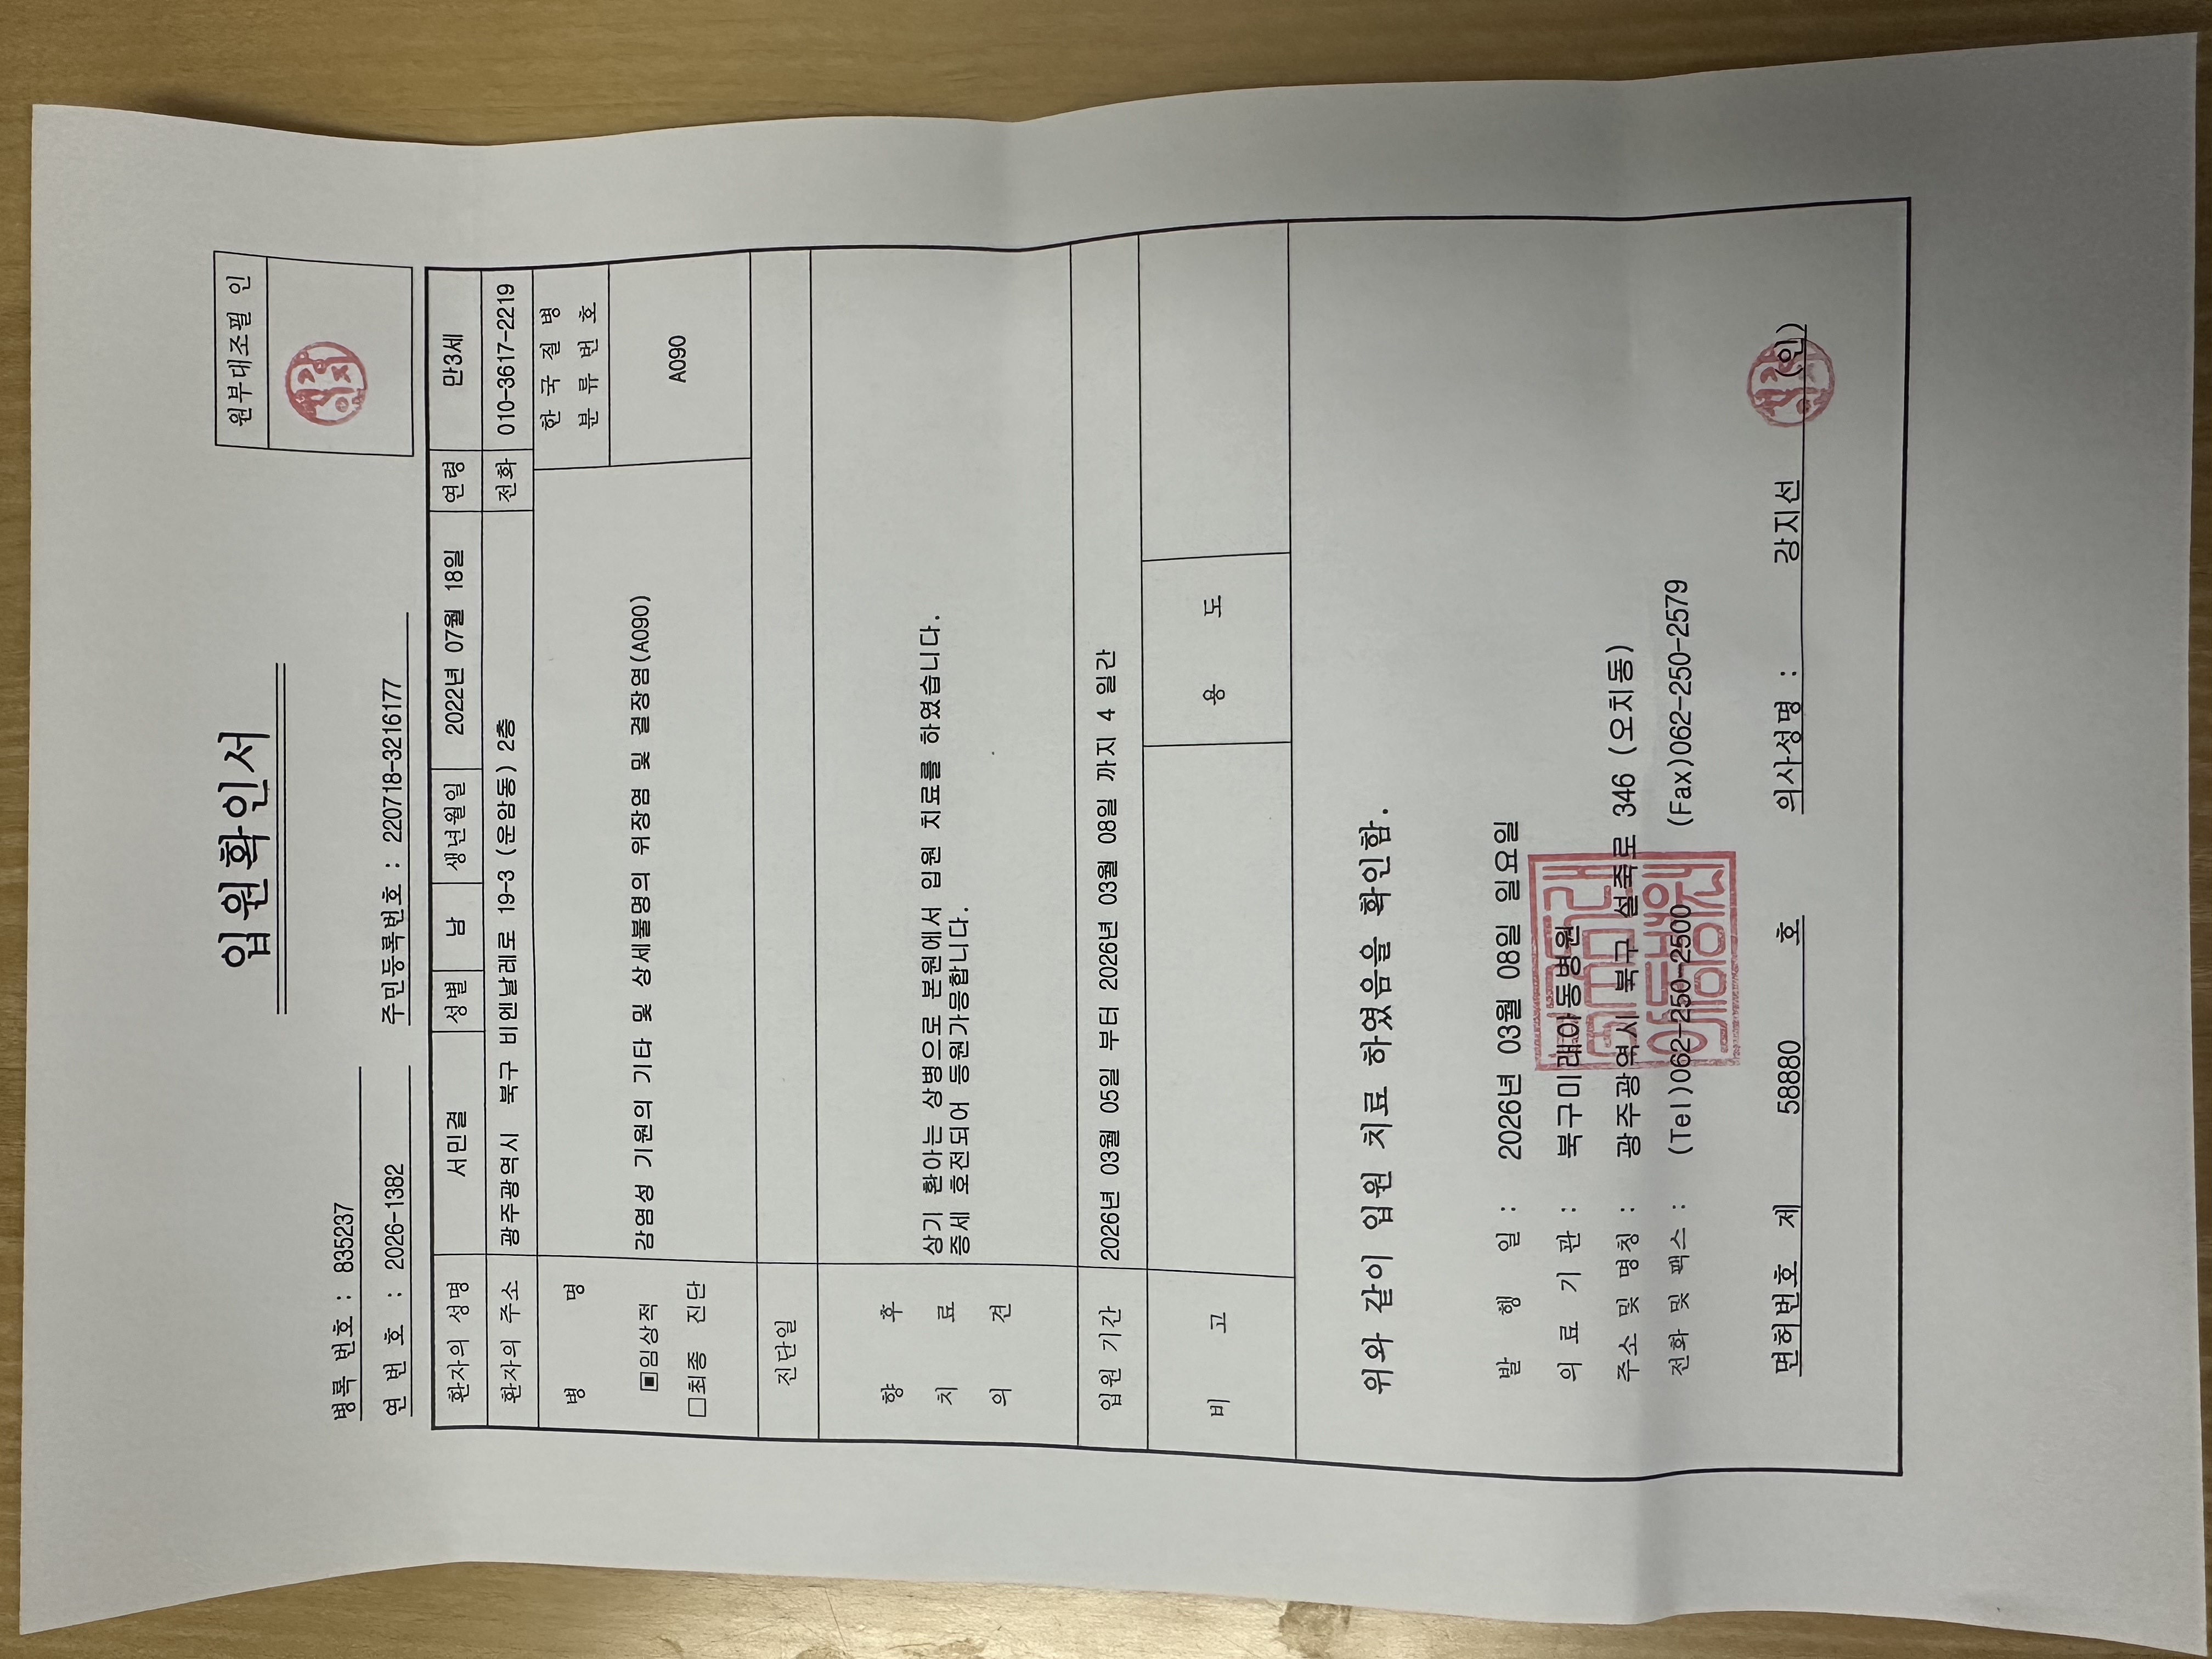 입원확인서
원부대조필 인
병록 번호 : 835237
연 번 호 : 2026-1382 주민등록번호 : 220718-3216177
환자의 성명 서민결 성별 남 생년월일 2022년 07월 18일 연령 만3세
환자의 주소 광주광역시 북구 비엔날레로 19-3 (운암동) 2층 전화 010-3617-2219
병 명 한 국 질 병
분 류 번 호
▣임상적 감염성 기원의 기타 및 상세불명의 위장염 및 결장염(A090) A090
□최종 진단
진단일
향 후 상기 환아는 상병으로 본원에서 입원 치료를 하였습니다.
치 료 증세 호전되어 등원가능합니다.
의 견
입원 기간 2026년 03월 05일 부터 2026년 03월 08일 까지 4 일간
비 고 용 도
위와 같이 입원 치료 하였음을 확인함.
발 행 일 : 2026년 03월 08일 일요일
의 료 기 관 : 북구미래아동병원
주소 및 명칭 : 광주광역시 북구 설죽로 346 (오치동)
전화 및 팩스 : (Tel)062-250-2500 (Fax)062-250-2579
면허번호 제 58880 호 의사성명 : 강지선 (인)